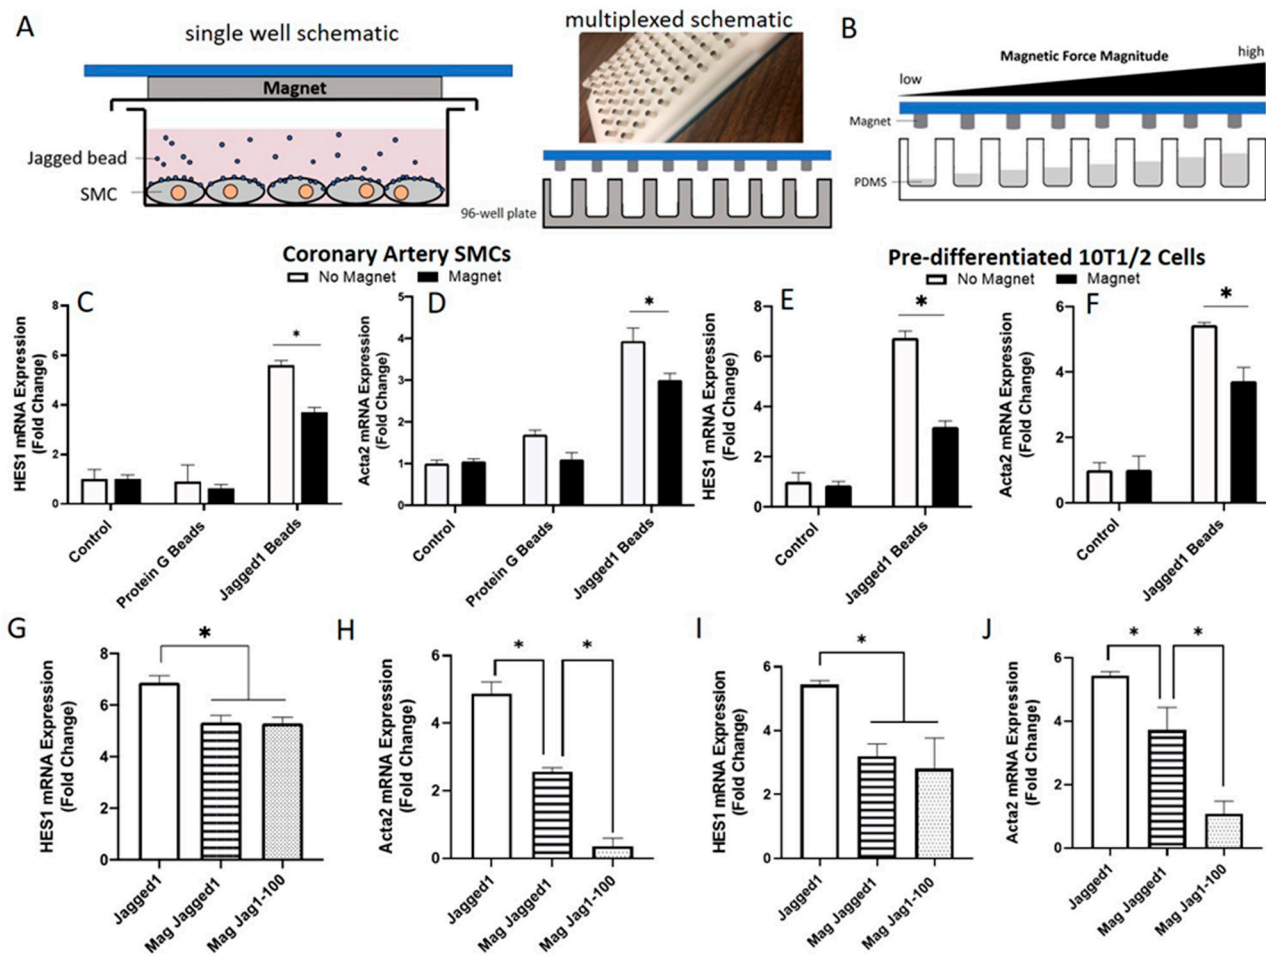 A
single well schematic
Magnet
Jagged bead
SMC
multiplexed schematic
96-well plate
B
Magnetic Force Magnitude
low
high
Magnet
PDMS
Coronary Artery SMCs
No Magnet
Magnet
Pre-differentiated 10T1/2 Cells
No Magnet
Magnet
C
HES1 mRNA Expression
(Fold Change)
8
6
4
2
0
*
Control
Protein G Beads
Jagged1 Beads
D
Acta2 mRNA Expression
(Fold Change)
5
4
3
2
1
0
*
Control
Protein G Beads
Jagged1 Beads
E
HES1 mRNA Expression
(Fold Change)
8
6
4
2
0
*
Control
Jagged1 Beads
F
Acta2 mRNA Expression
(Fold Change)
6
4
2
0
*
Control
Jagged1 Beads
G
HES1 mRNA Expression
(Fold Change)
8
6
4
2
0
*
Jagged1
Mag Jagged1
Mag Jag1-100
H
Acta2 mRNA Expression
(Fold Change)
6
4
2
0
*
*
Jagged1
Mag Jagged1
Mag Jag1-100
I
HES1 mRNA Expression
(Fold Change)
6
4
2
0
*
Jagged1
Mag Jagged1
Mag Jag1-100
J
Acta2 mRNA Expression
(Fold Change)
6
4
2
0
*
*
Jagged1
Mag Jagged1
Mag Jag1-100